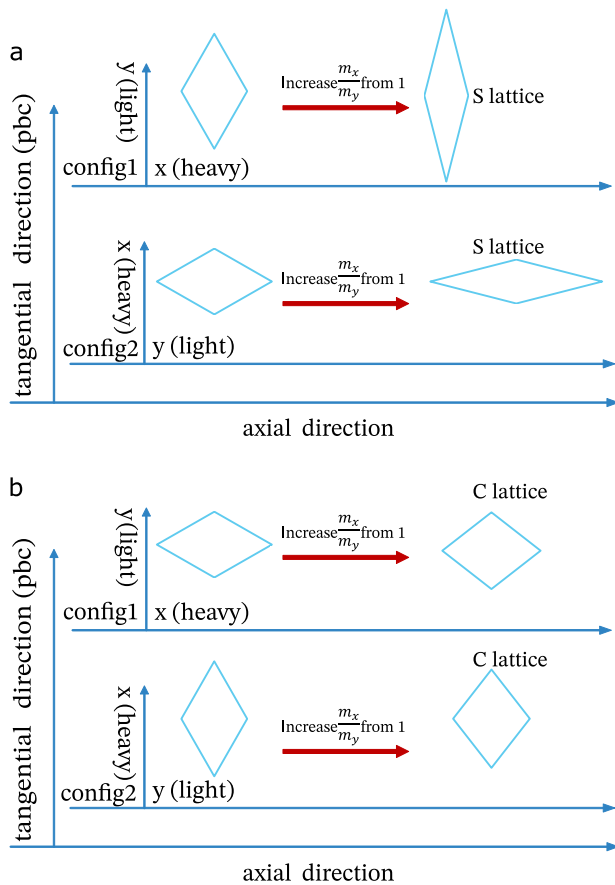 a
tangential direction (pbc)
y (light)
config1
x (heavy)
Increase m_x/m_y from 1
S lattice
x (heavy)
config2
y (light)
Increase m_x/m_y from 1
S lattice
axial direction
b
tangential direction (pbc)
y (light)
config1
x (heavy)
Increase m_x/m_y from 1
C lattice
x (heavy)
config2
y (light)
Increase m_x/m_y from 1
C lattice
axial direction